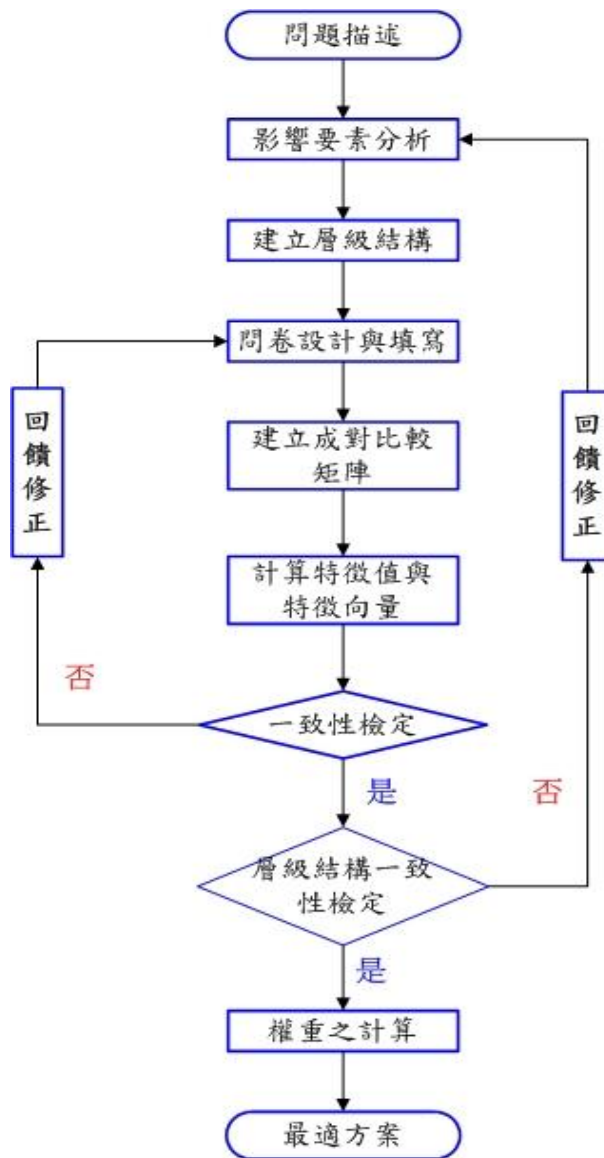 問題描述
影響要素分析
建立層級結構
問卷設計與填寫
回饋修正
回饋修正
建立成對比較
矩陣
計算特徵值與
特徵向量
否
一致性檢定
是
否
層級結構一致
性檢定
是
權重之計算
最適方案